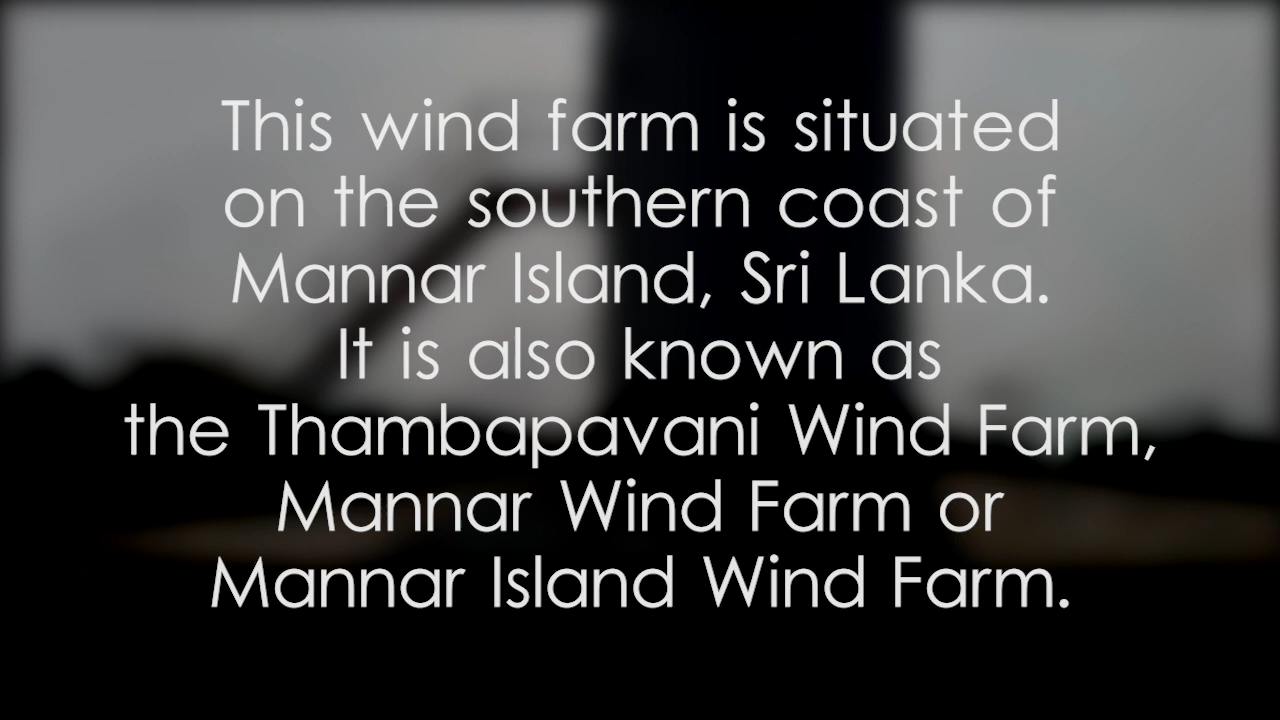 This wind farm is situated
on the southern coast of
Mannar Island, Sri Lanka.
It is also known as
the Thambapavani Wind Farm,
Mannar Wind Farm or
Mannar Island Wind Farm.